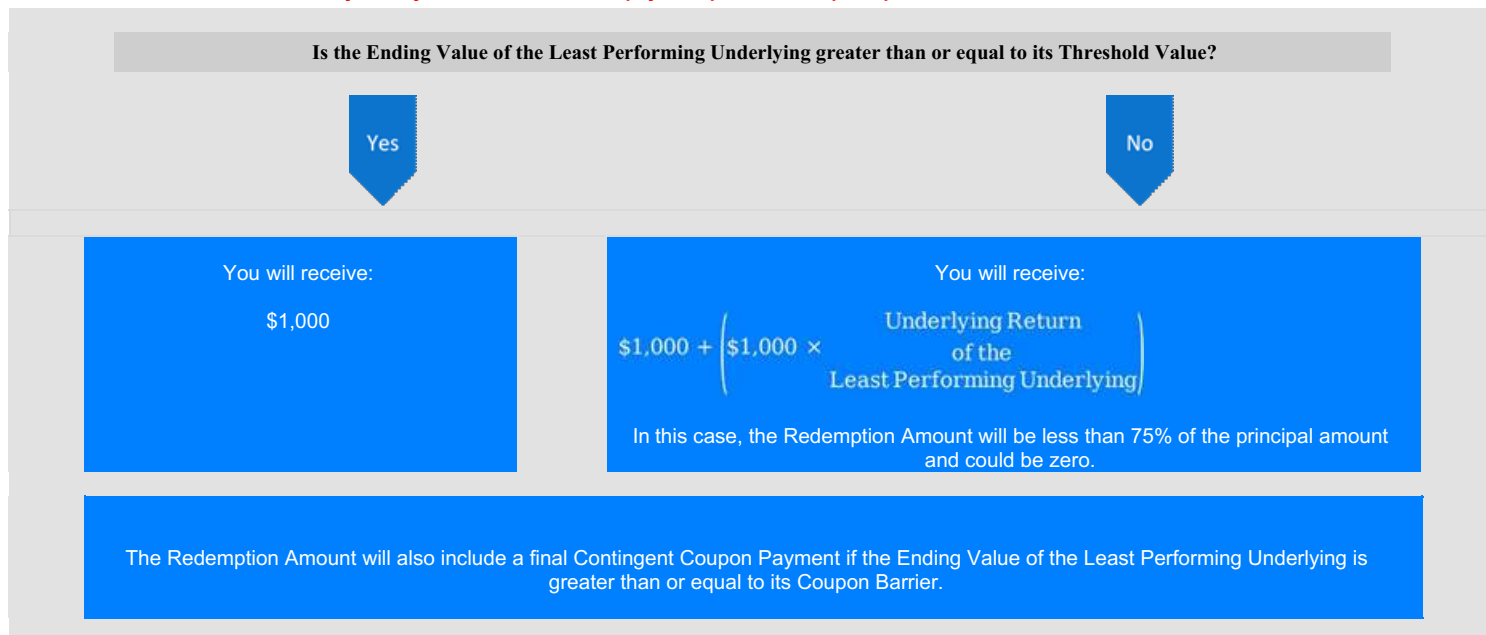 Is the Ending Value of the Least Performing Underlying greater than or equal to its Threshold Value?
Yes
No
You will receive:
$1,000
You will receive:
Underlying Return
$1,000 + ($1,000 × of the
Least Performing Underlying)
In this case, the Redemption Amount will be less than 75% of the principal amount
and could be zero.
The Redemption Amount will also include a final Contingent Coupon Payment if the Ending Value of the Least Performing Underlying is
greater than or equal to its Coupon Barrier.